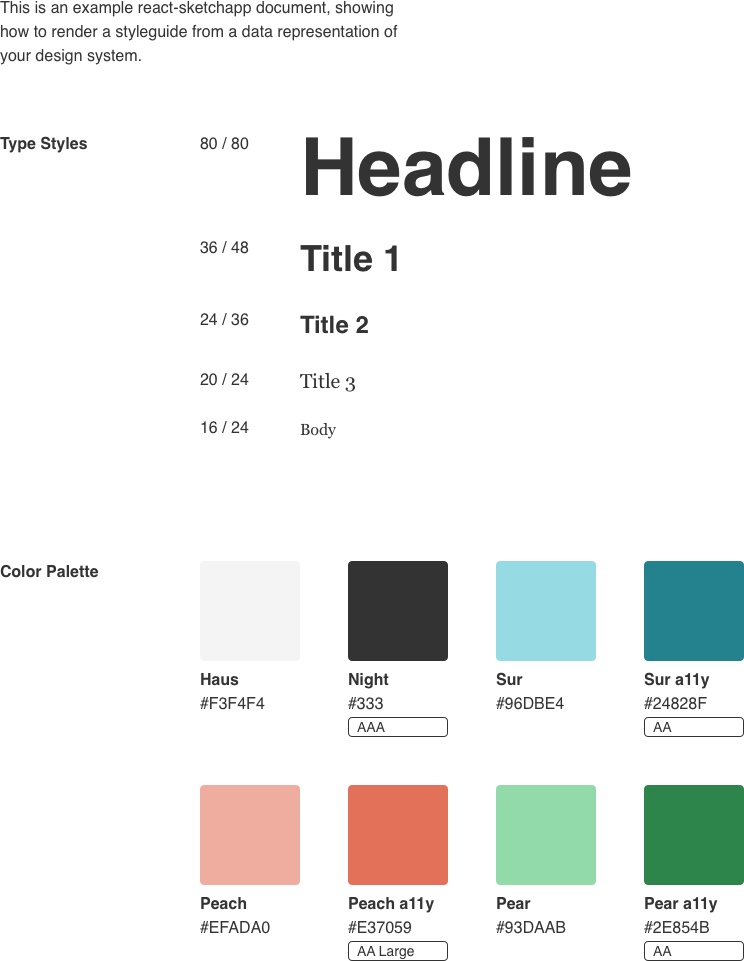 This is an example react-sketchapp document, showing
how to render a styleguide from a data representation of
your design system.
Type Styles
80 / 80
Headline
36 / 48
Title 1
24 / 36
Title 2
20 / 24
Title 3
16 / 24
Body
Color Palette
Haus
#F3F4F4
Night
#333
AAA
Sur
#96DBE4
Sur a11y
#24828F
AA
Peach
#EFADA0
Peach a11y
#E37059
AA Large
Pear
#93DAAB
Pear a11y
#2E854B
AA